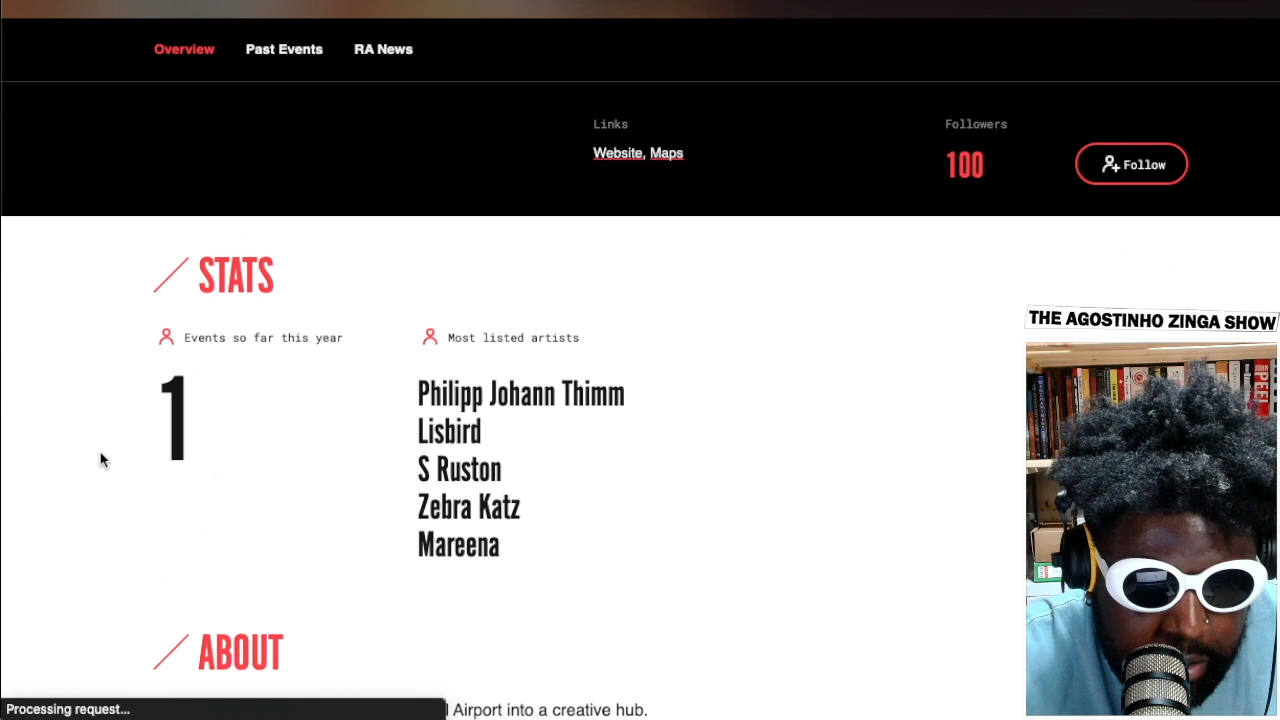 Overview Past Events RA News
Links
Followers
Website, Maps
100
Follow
STATS
Events so far this year
Most listed artists
1
Philipp Johann Thimm
Lisbird
S Ruston
Zebra Katz
Mareena
THE AGOSTINHO ZINGA SHOW
JOHN
PEEL
ABOUT
Processing request...
Airport into a creative hub.